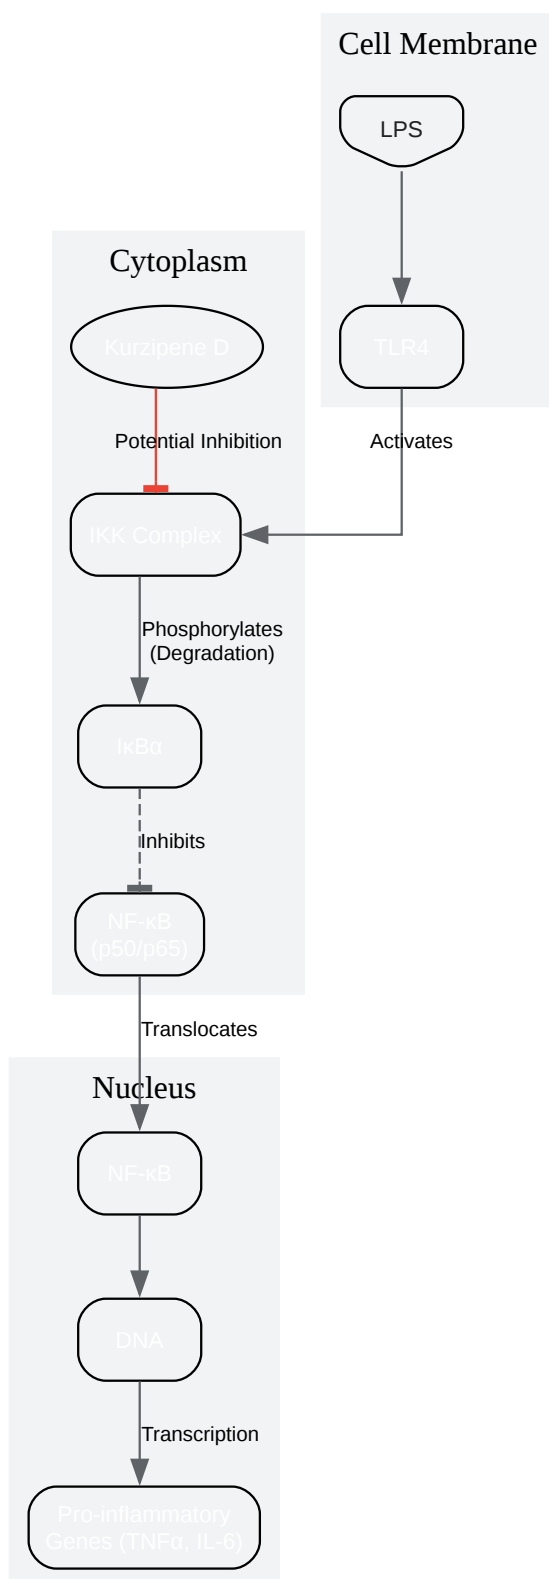 Cell Membrane
LPS
TLR4
Activates
Cytoplasm
Kurzipene D
Potential Inhibition
IKK Complex
Phosphorylates
(Degradation)
IκBα
Inhibits
NF-κB
(p50/p65)
Translocates
Nucleus
NF-κB
DNA
Transcription
Pro-inflammatory
Genes (TNFα, IL-6)